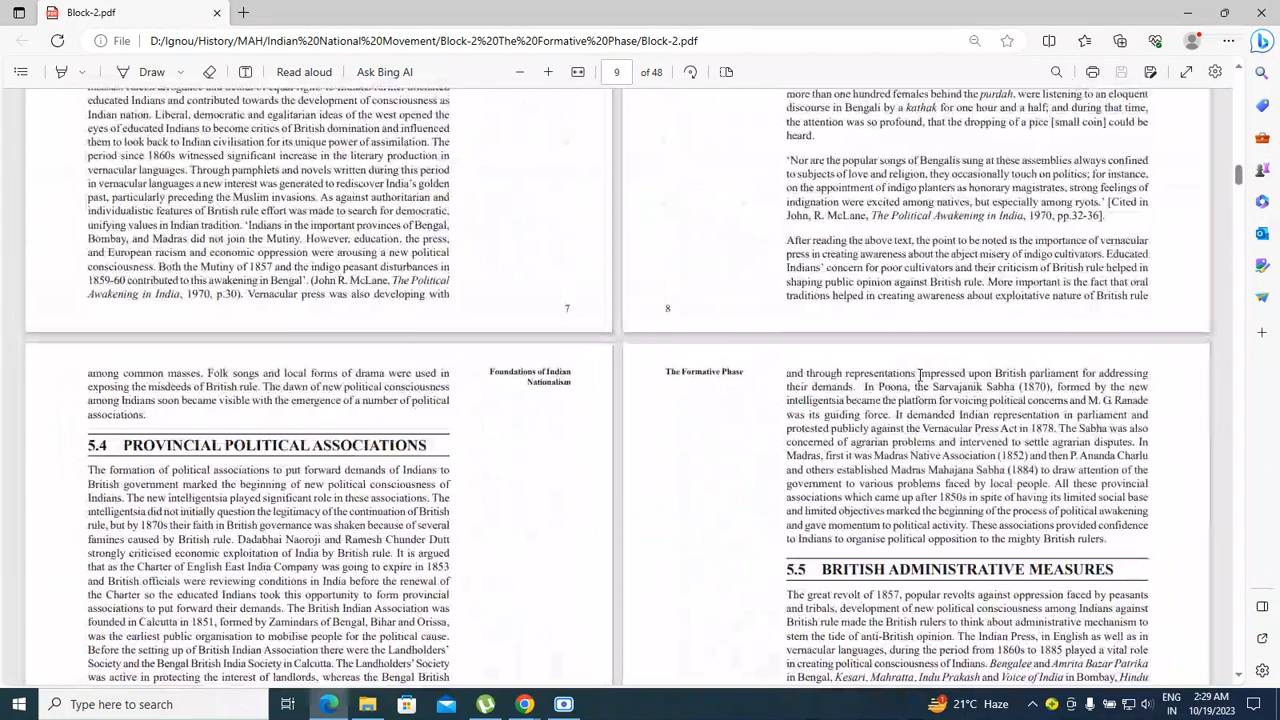 Block-2.pdf
File
D:/Ignou/History/MAH/Indian%20National%20Movement/Block-2%20The%20Formative%20Phase/Block-2.pdf
Draw
Read aloud
Ask Bing AI
9
of 48
educated Indians and contributed towards the development of consciousness as
Indian nation. Liberal, democratic and egalitarian ideas of the west opened the
eyes of educated Indians to become critics of British domination and influenced
them to look back to Indian civilisation for its unique power of assimilation. The
period since 1860s witnessed significant increase in the literary production in
vernacular languages. Through pamphlets and novels written during this period
in vernacular languages a new interest was generated to rediscover India's golden
past, particularly preceding the Muslim invasions. As against authoritarian and
individualistic features of British rule effort was made to search for democratic,
unifying values in Indian tradition. 'Indians in the important provinces of Bengal,
Bombay, and Madras did not join the Mutiny. However, education, the press,
and European racism and economic oppression were arousing a new political
consciousness. Both the Mutiny of 1857 and the indigo peasant disturbances in
1859-60 contributed to this awakening in Bengal'. (John R. McLane, The Political
Awakening in India, 1970, p.30). Vernacular press was also developing with
7
more than one hundred females behind the purdah, were listening to an eloquent
discourse in Bengali by a kathak for one hour and a half; and during that time,
the attention was so profound, that the dropping of a pice [small coin] could be
heard.
'Nor are the popular songs of Bengalis sung at these assemblies always confined
to subjects of love and religion, they occasionally touch on politics; for instance,
on the appointment of indigo planters as honorary magistrates, strong feelings of
indignation were excited among natives, but especially among ryots.' [Cited in
John, R. McLane, The Political Awakening in India, 1970, pp.32-36].
After reading the above text, the point to be noted is the importance of vernacular
press in creating awareness about the abject misery of indigo cultivators. Educated
Indians' concern for poor cultivators and their criticism of British rule helped in
shaping public opinion against British rule. More important is the fact that oral
traditions helped in creating awareness about exploitative nature of British rule
8
among common masses. Folk songs and local forms of drama were used in
exposing the misdeeds of British rule. The dawn of new political consciousness
among Indians soon became visible with the emergence of a number of political
associations.
Foundations of Indian
Nationalism
5.4 PROVINCIAL POLITICAL ASSOCIATIONS
The formation of political associations to put forward demands of Indians to
British government marked the beginning of new political consciousness of
Indians. The new intelligentsia played significant role in these associations. The
intelligentsia did not initially question the legitimacy of the continuation of British
rule, but by 1870s their faith in British governance was shaken because of several
famines caused by British rule. Dadabhai Naoroji and Ramesh Chunder Dutt
strongly criticised economic exploitation of India by British rule. It is argued
that as the Charter of English East India Company was going to expire in 1853
and British officials were reviewing conditions in India before the renewal of
the Charter so the educated Indians took this opportunity to form provincial
associations to put forward their demands. The British Indian Association was
founded in Calcutta in 1851, formed by Zamindars of Bengal, Bihar and Orissa,
was the earliest public organisation to mobilise people for the political cause.
Before the setting up of British Indian Association there were the Landholders'
Society and the Bengal British India Society in Calcutta. The Landholders' Society
was active in protecting the interest of landlords, whereas the Bengal British
The Formative Phase
and through representations impressed upon British parliament for addressing
their demands. In Poona, the Sarvajanik Sabha (1870), formed by the new
intelligentsia became the platform for voicing political concerns and M. G. Ranade
was its guiding force. It demanded Indian representation in parliament and
protested publicly against the Vernacular Press Act in 1878. The Sabha was also
concerned of agrarian problems and intervened to settle agrarian disputes. In
Madras, first it was Madras Native Association (1852) and then P. Ananda Charlu
and others established Madras Mahajana Sabha (1884) to draw attention of the
government to various problems faced by local people. All these provincial
associations which came up after 1850s in spite of having its limited social base
and limited objectives marked the beginning of the process of political awakening
and gave momentum to political activity. These associations provided confidence
to Indians to organise political opposition to the mighty British rulers.
5.5 BRITISH ADMINISTRATIVE MEASURES
The great revolt of 1857, popular revolts against oppression faced by peasants
and tribals, development of new political consciousness among Indians against
British rule made the British rulers to think about administrative mechanism to
stem the tide of anti-British opinion. The Indian Press, in English as well as in
vernacular languages, during the period from 1860s to 1885 played a vital role
in creating political consciousness of Indians. Bengalee and Amrita Bazar Patrika
in Bengal, Kesari, Mahratta, Indu Prakash and Voice of India in Bombay, Hindu
Type here to search
21°C Haze
ENG
IN
2:29 AM
10/19/2023